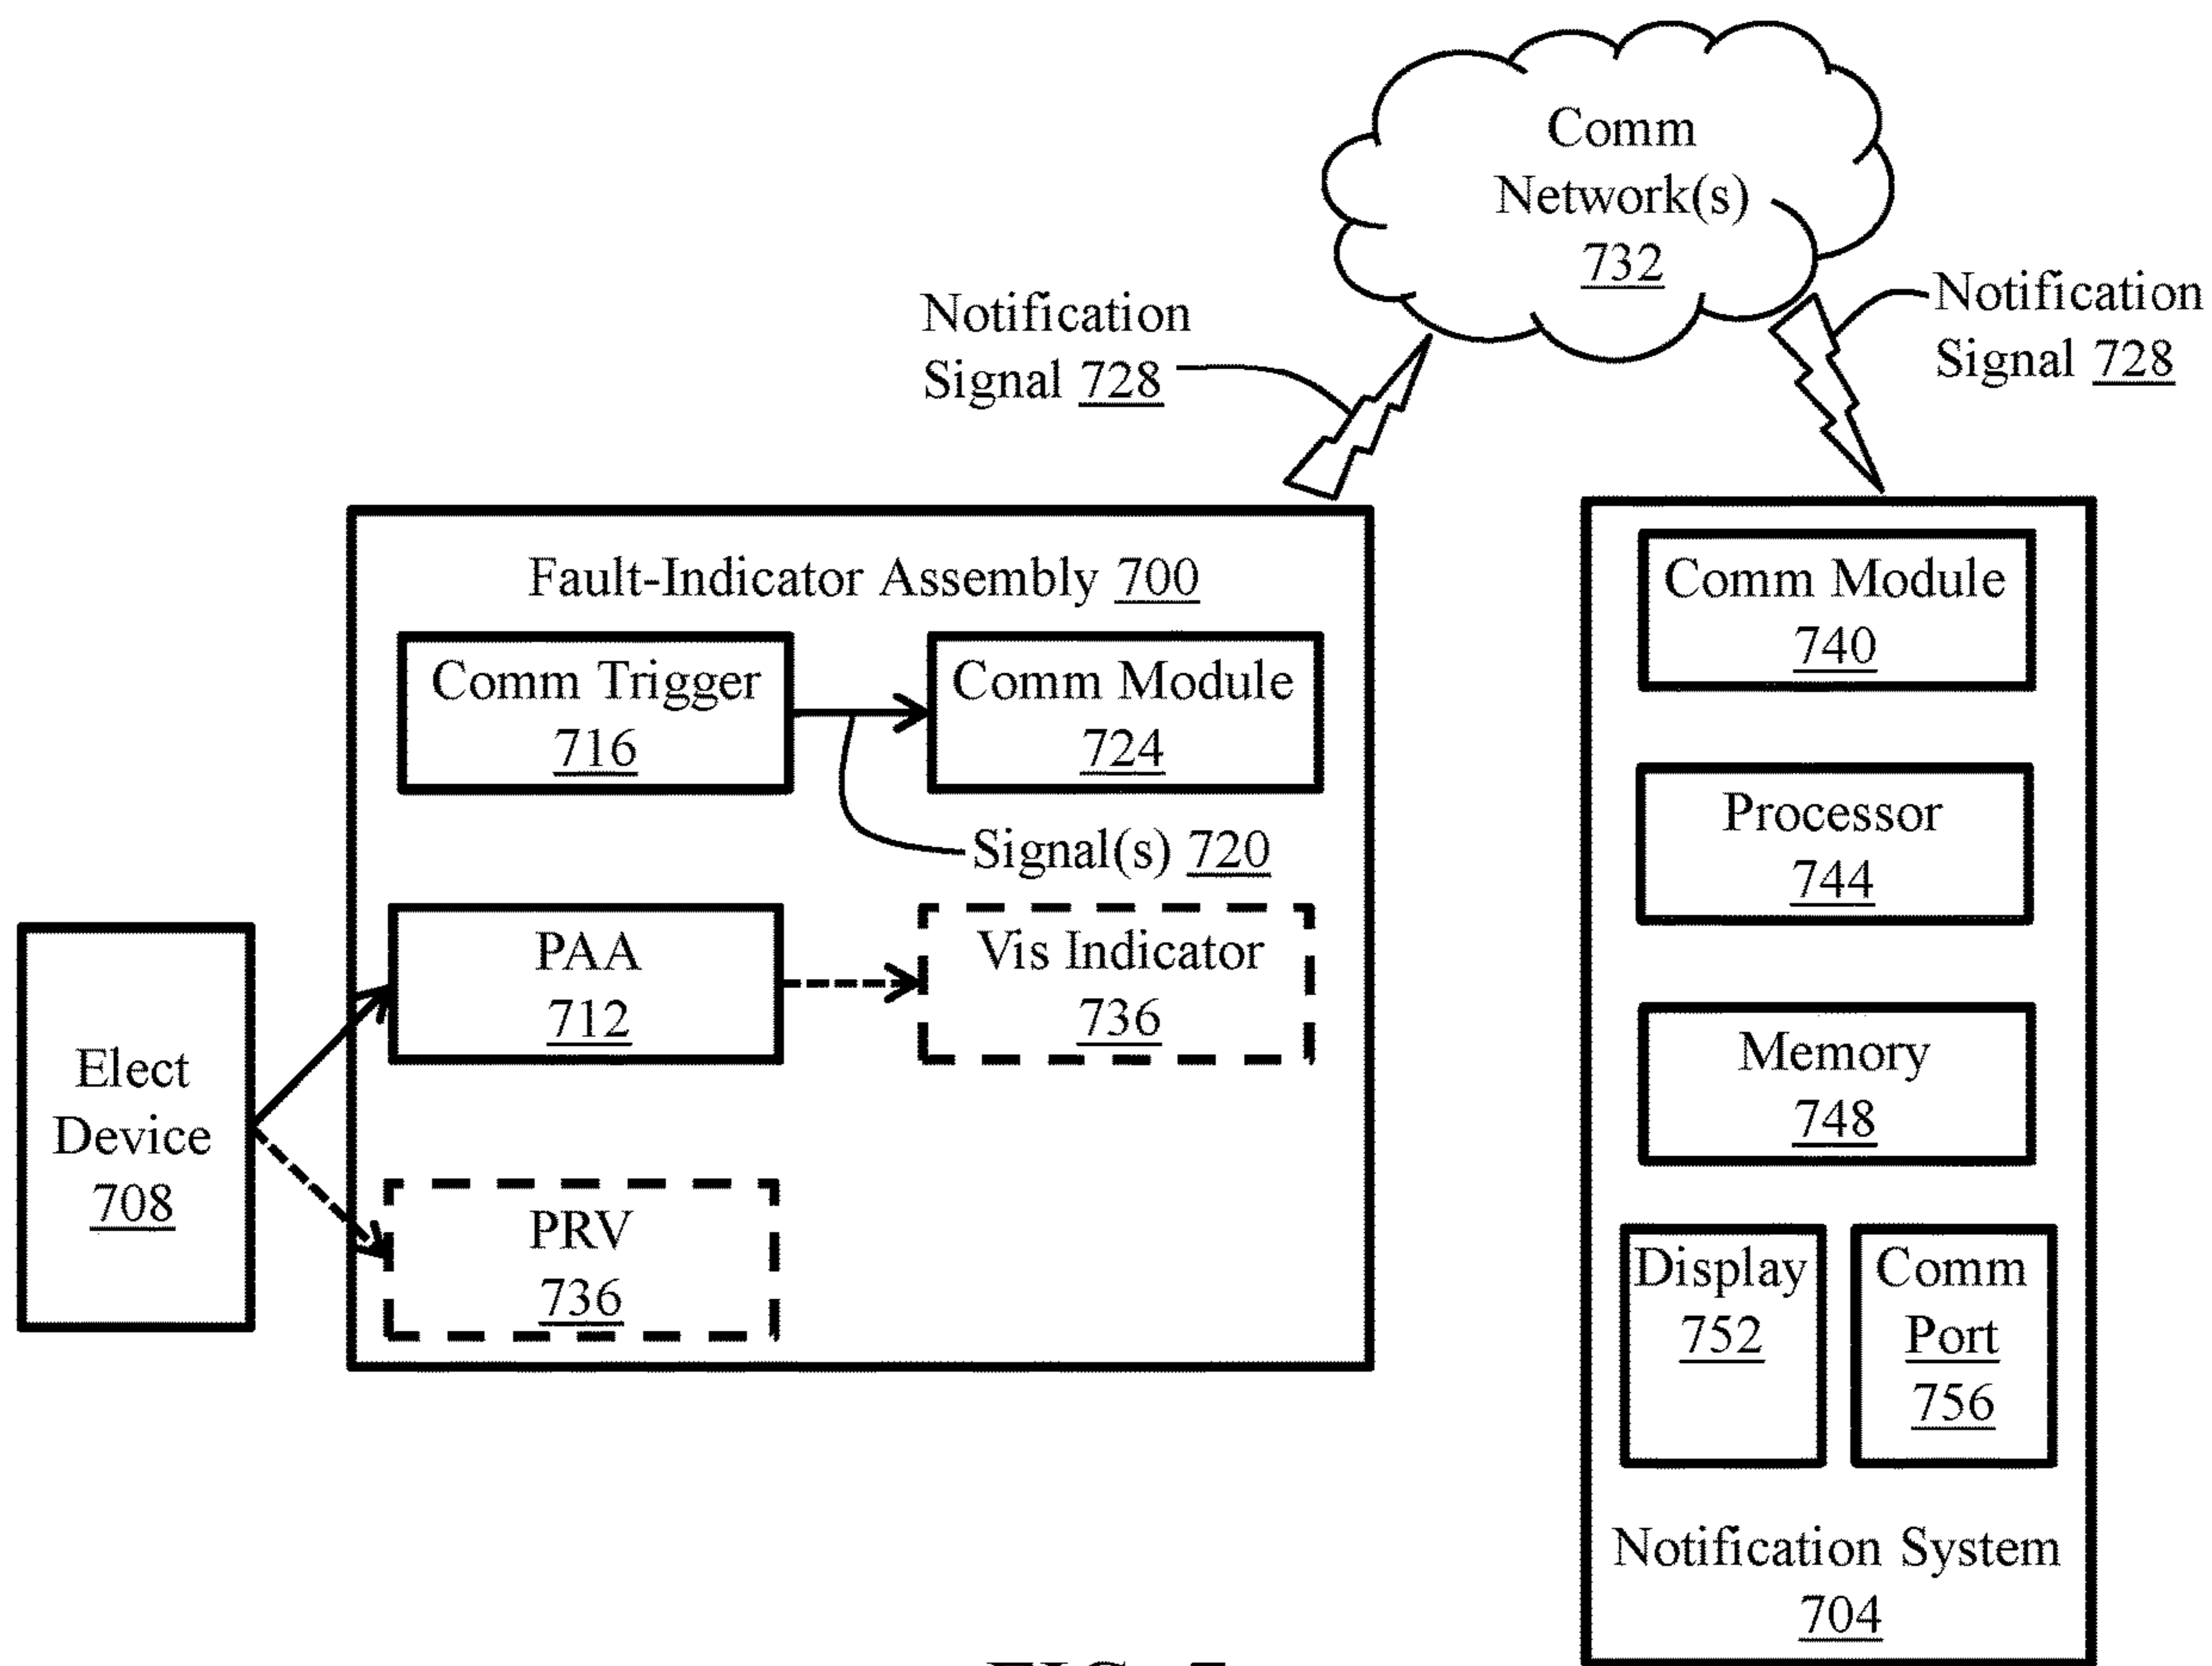 Comm
Network(s)
732
Notification
Signal 728
Notification
Signal 728
Fault-Indicator Assembly 700
Comm Trigger
716
Comm Module
724
Signal(s) 720
PAA
712
Vis Indicator
736
Elect
Device
708
PRV
736
Comm Module
740
Processor
744
Memory
748
Display
752
Comm
Port
756
Notification System
704